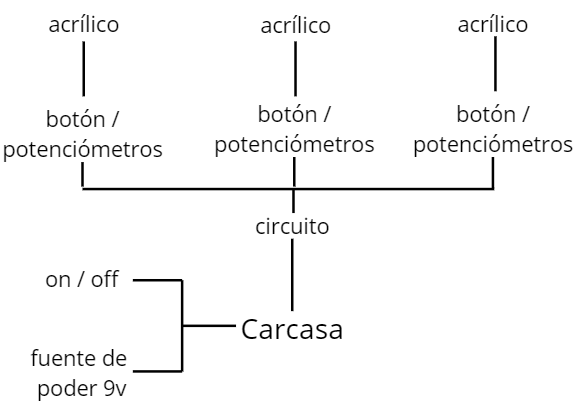 acrílico
acrílico
acrílico
botón /
potenciómetros
botón /
potenciómetros
botón /
potenciómetros
circuito
on / off
Carcasa
fuente de
poder 9v